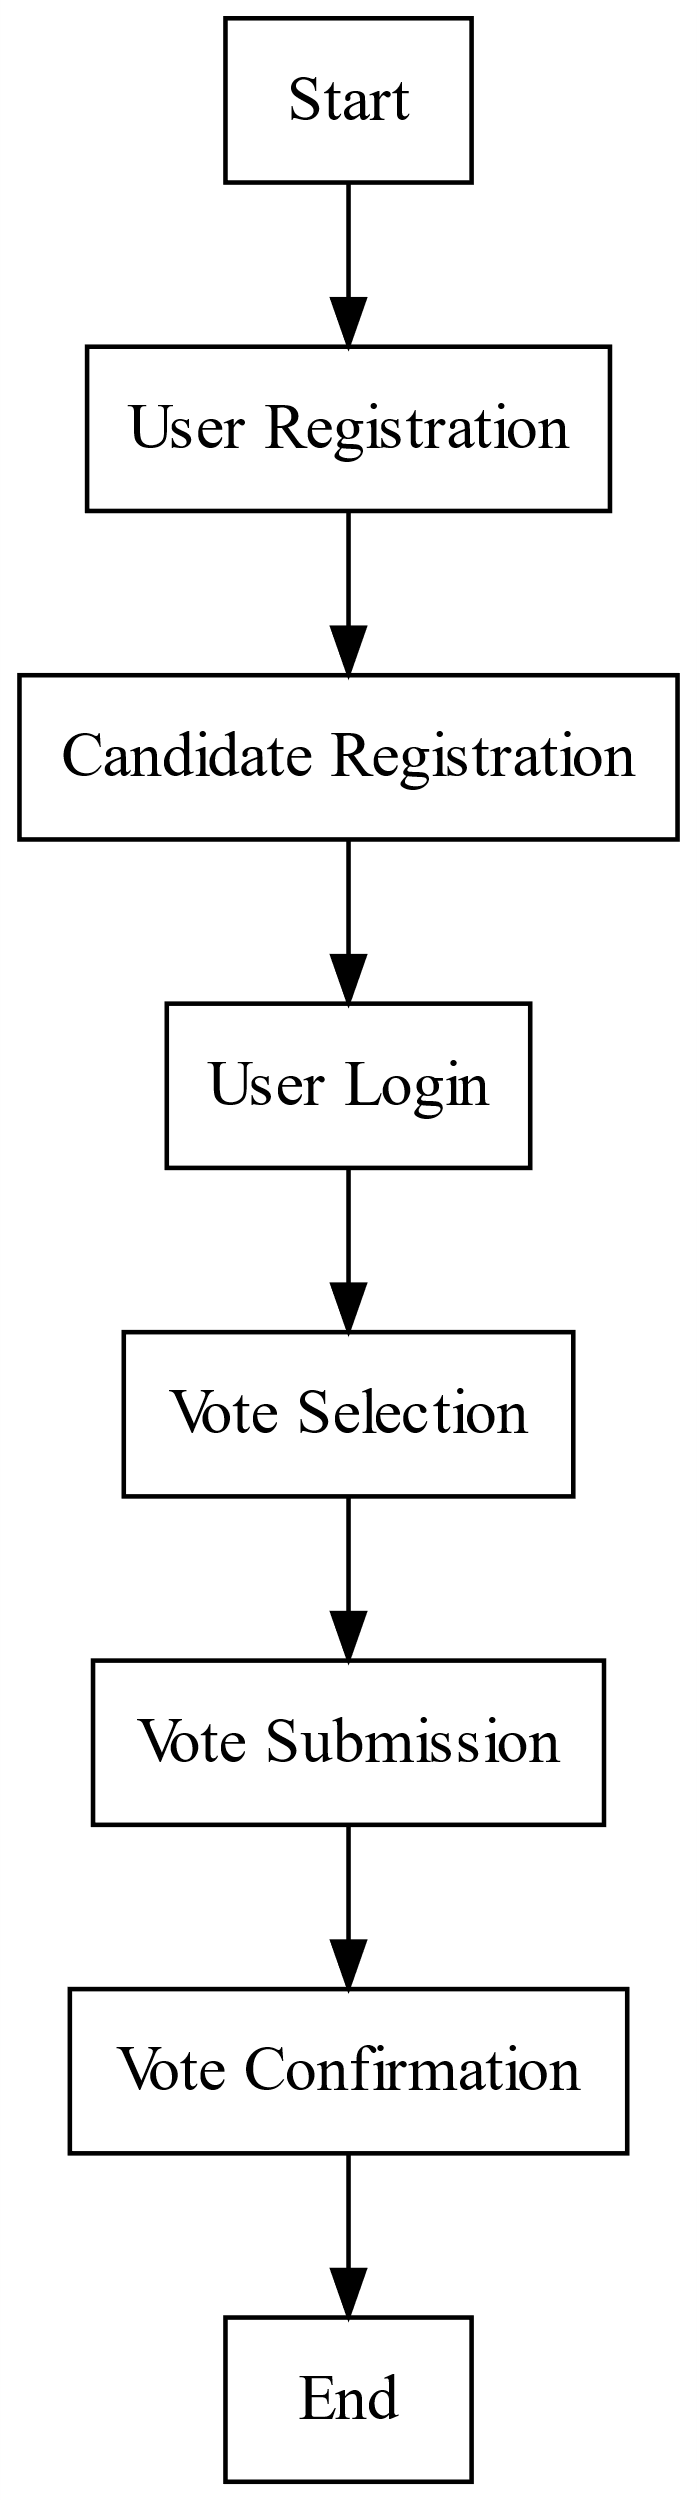 Start
User Registration
Candidate Registration
User Login
Vote Selection
Vote Submission
Vote Confirmation
End